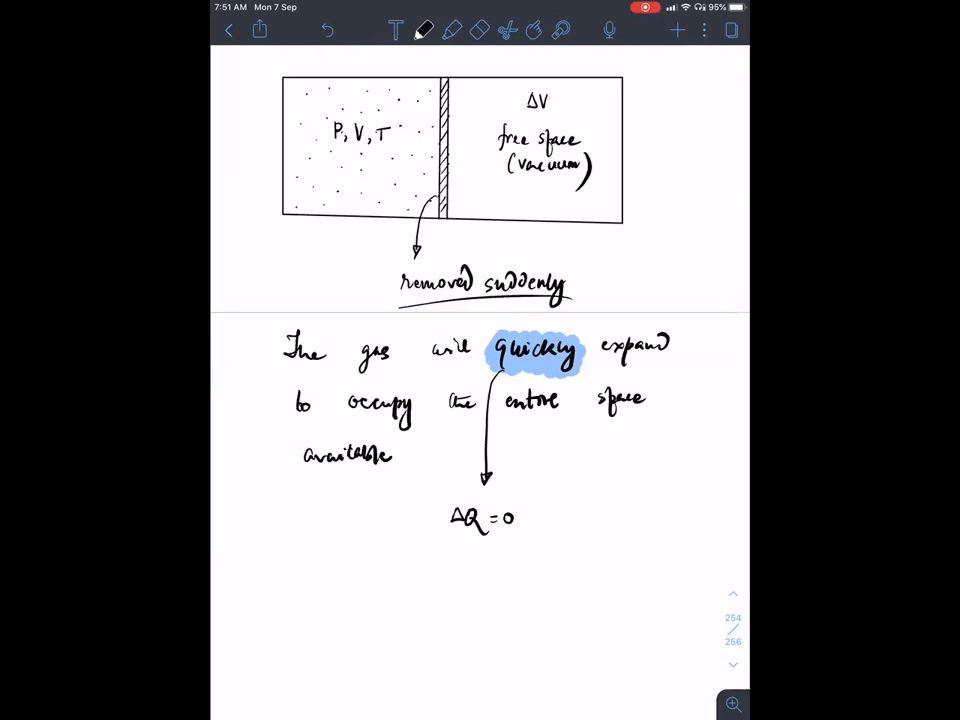 7:51 AM Mon 7 Sep
95%
T
P, V, T
ΔV
free space
(vacuum)
removed suddenly
The gas will quickly expand
to occupy the entire space
available
ΔQ = 0
254
256